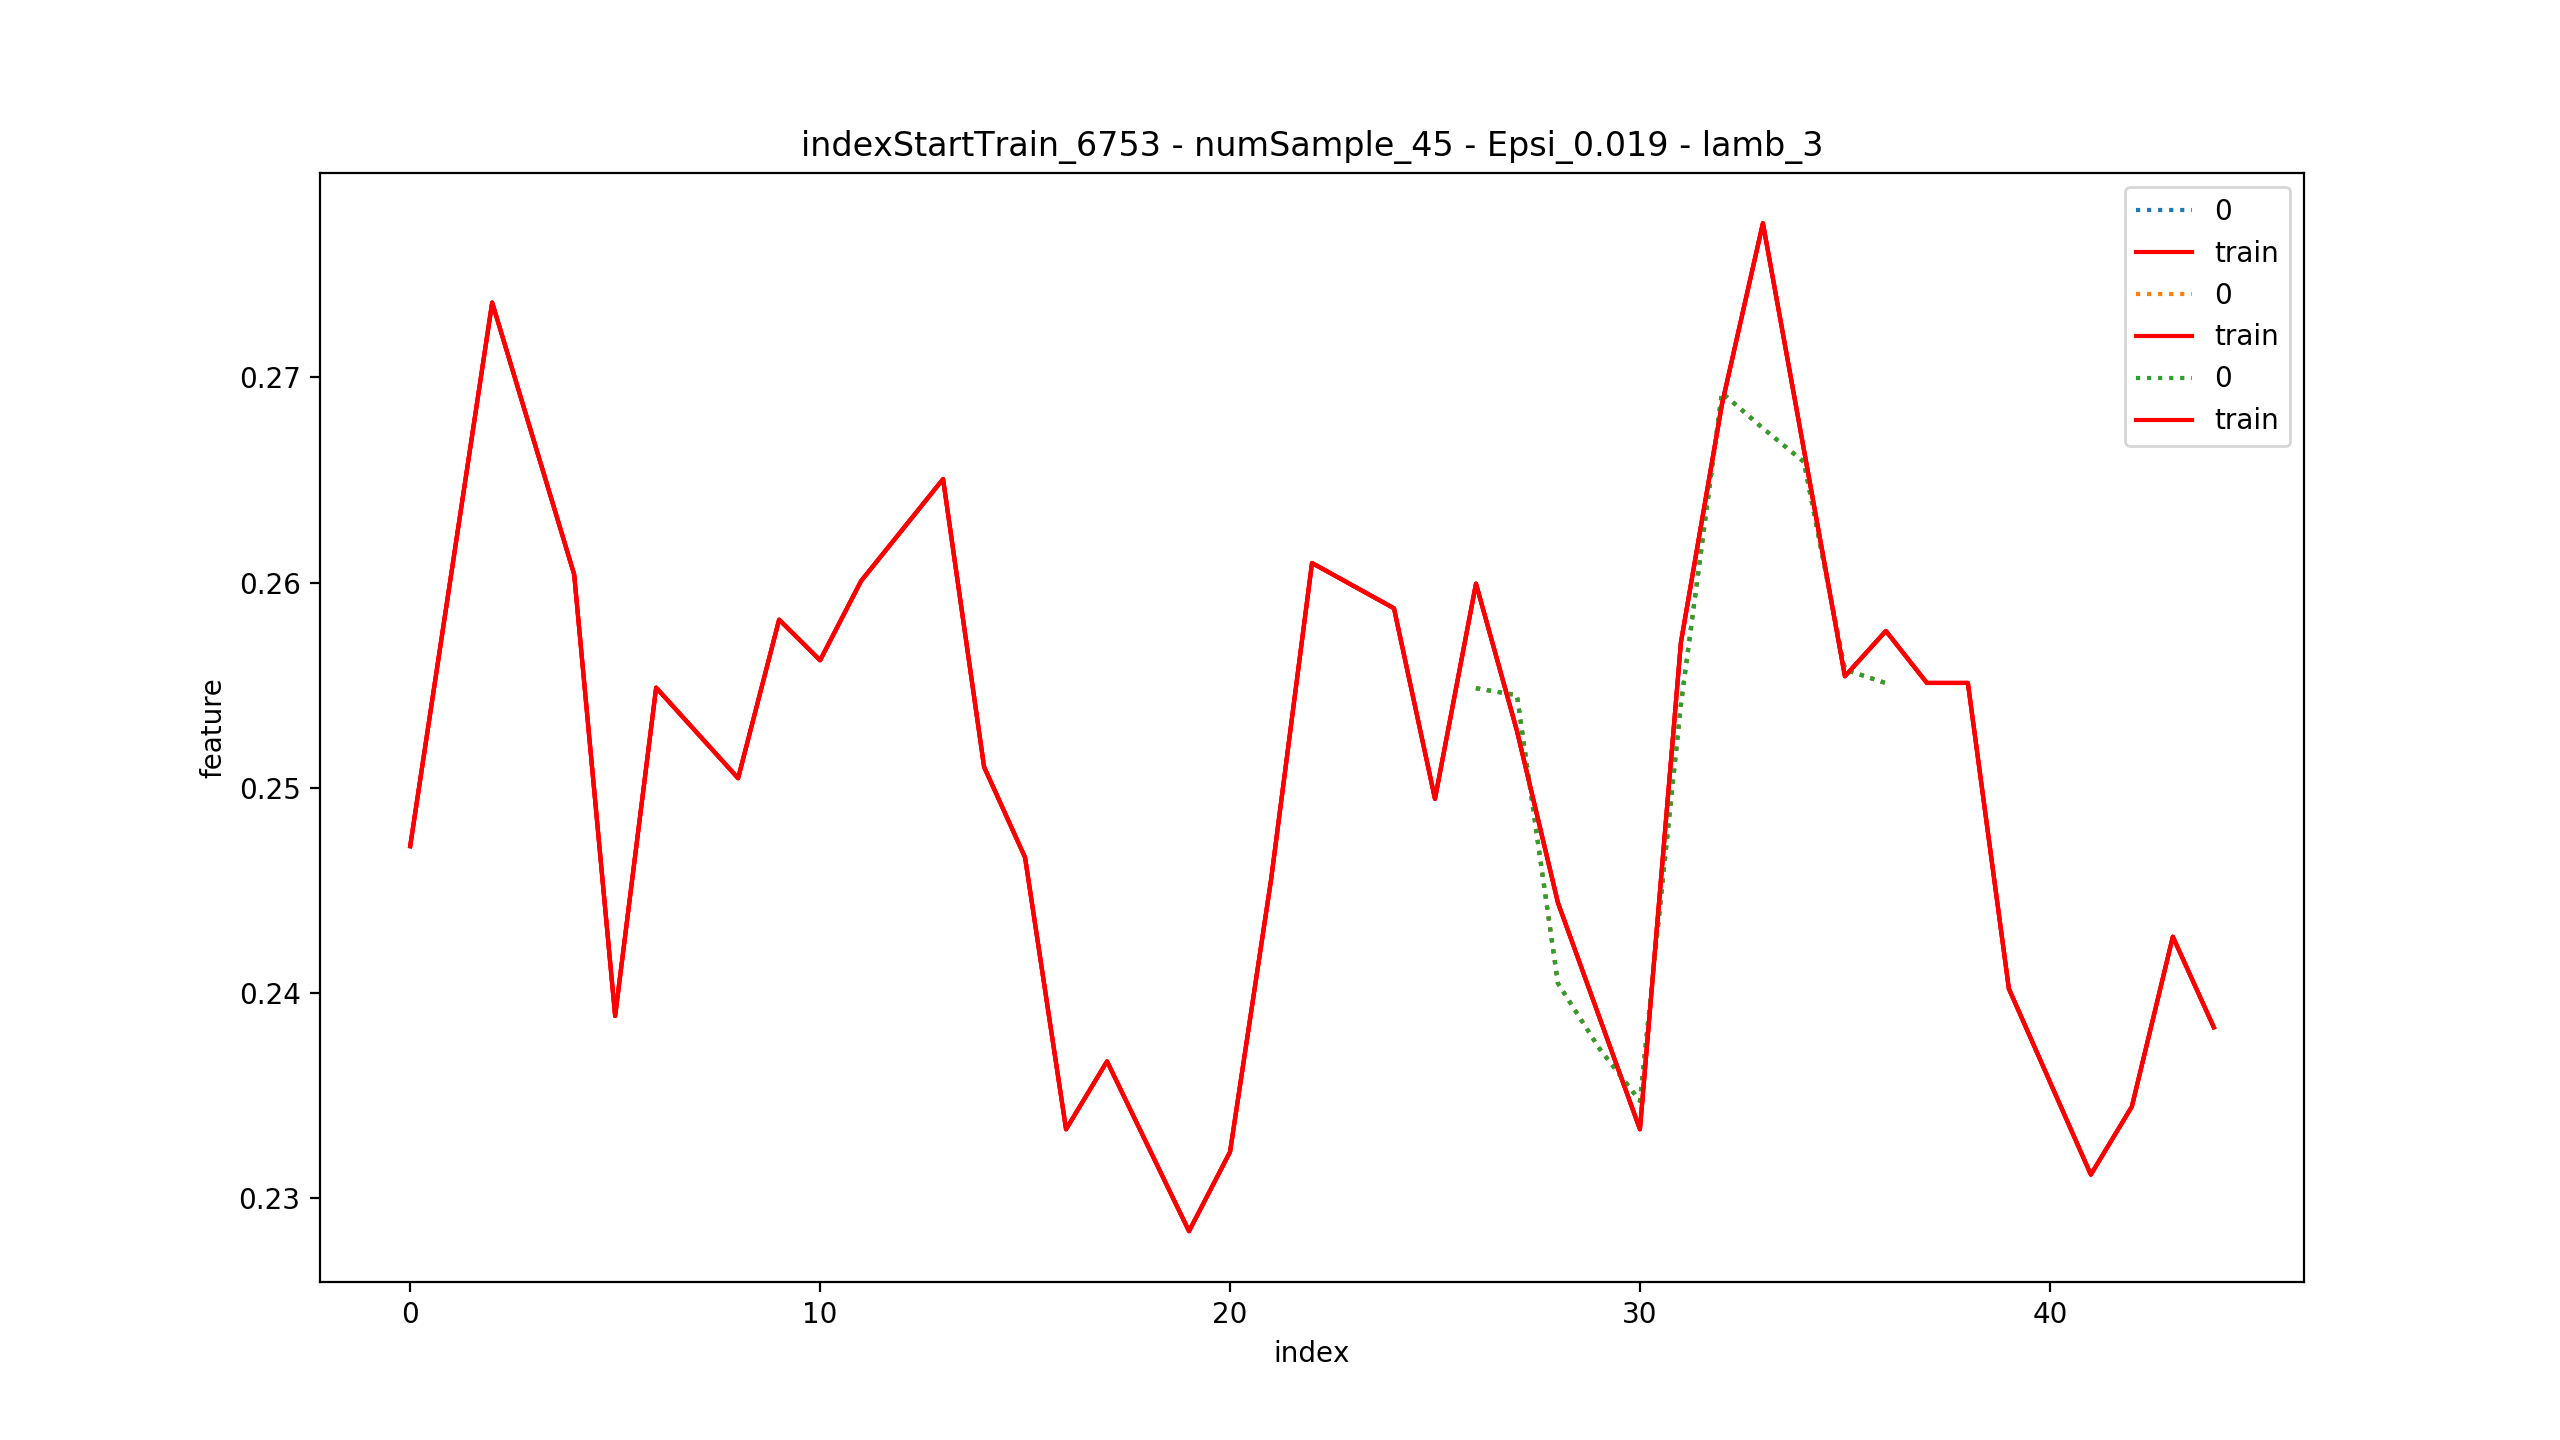 indexStartTrain_6753 - numSample_45 - Epsi_0.019 - lamb_3
0
train
0
train
0
train
0.27
0.26
0.25
0.24
0.23
feature
0 10 20 30 40
index